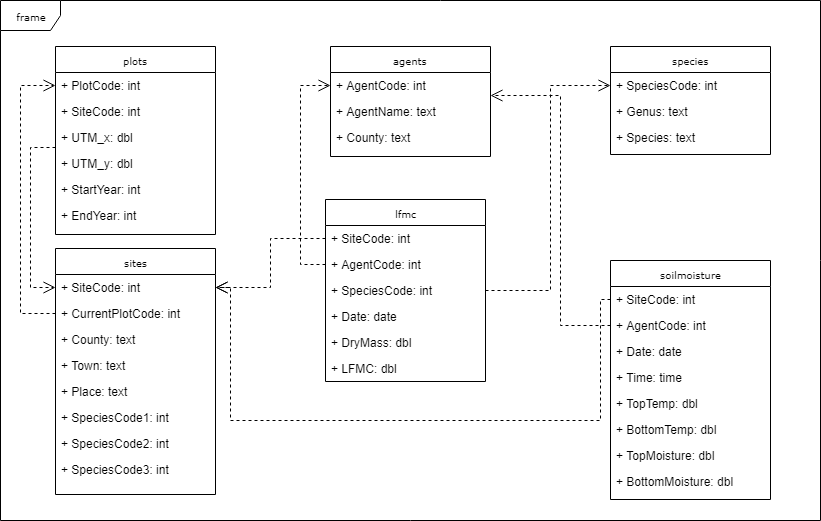 frame
plots
+ PlotCode: int
+ SiteCode: int
+ UTM_x: dbl
+ UTM_y: dbl
+ StartYear: int
+ EndYear: int
agents
+ AgentCode: int
+ AgentName: text
+ County: text
species
+ SpeciesCode: int
+ Genus: text
+ Species: text
sites
+ SiteCode: int
+ CurrentPlotCode: int
+ County: text
+ Town: text
+ Place: text
+ SpeciesCode1: int
+ SpeciesCode2: int
+ SpeciesCode3: int
lfmc
+ SiteCode: int
+ AgentCode: int
+ SpeciesCode: int
+ Date: date
+ DryMass: dbl
+ LFMC: dbl
soilmoisture
+ SiteCode: int
+ AgentCode: int
+ Date: date
+ Time: time
+ TopTemp: dbl
+ BottomTemp: dbl
+ TopMoisture: dbl
+ BottomMoisture: dbl